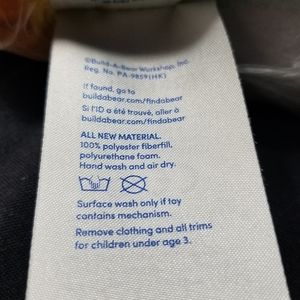 ©Build-A-Bear Workshop, Inc.
Reg. No. PA-9859(HK)
If found, go to
buildabear.com/findabear
Si l'ID a été trouvé, aller à
buildabear.com/findabear
ALL NEW MATERIAL.
100% polyester fiberfill,
polyurethane foam.
Hand wash and air dry.
Surface wash only if toy
contains mechanism.
Remove clothing and all trims
for children under age 3.